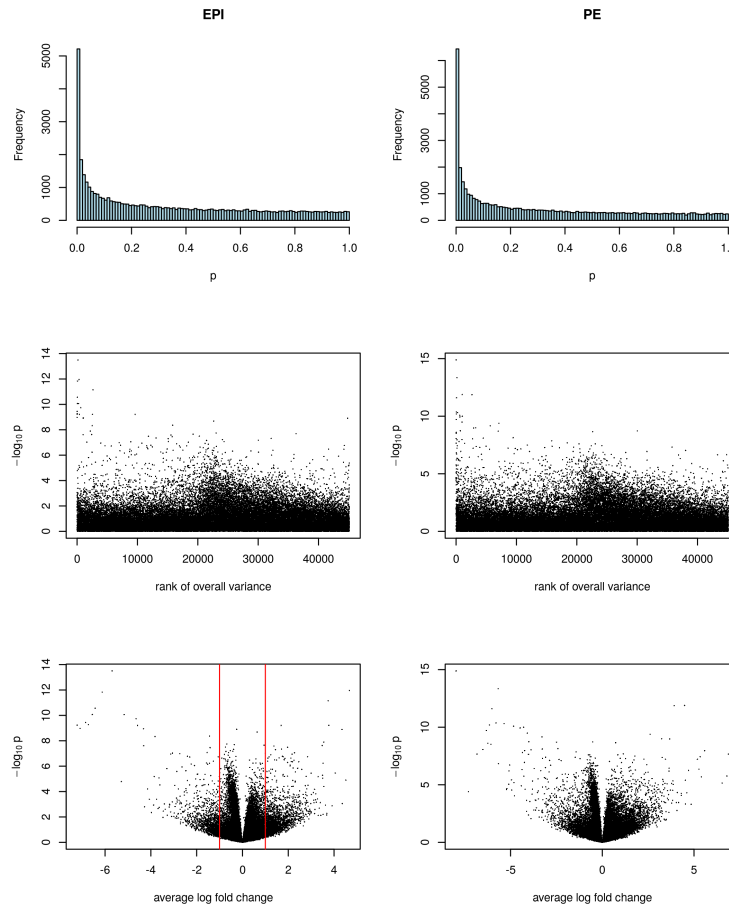 EPI
PE
Frequency
0 1000 3000 5000
0.0 0.2 0.4 0.6 0.8 1.0
p
Frequency
0 1000 3000 5000
0.0 0.2 0.4 0.6 0.8 1.
p
−log10 p
0 2 4 6 8 10 12 14
0 10000 20000 30000 40000
rank of overall variance
−log10 p
0 5 10 15
0 10000 20000 30000 40000
rank of overall variance
−log10 p
0 2 4 6 8 10 12 14
-6 -4 -2 0 2 4
average log fold change
−log10 p
0 5 10 15
-5 0 5
average log fold change